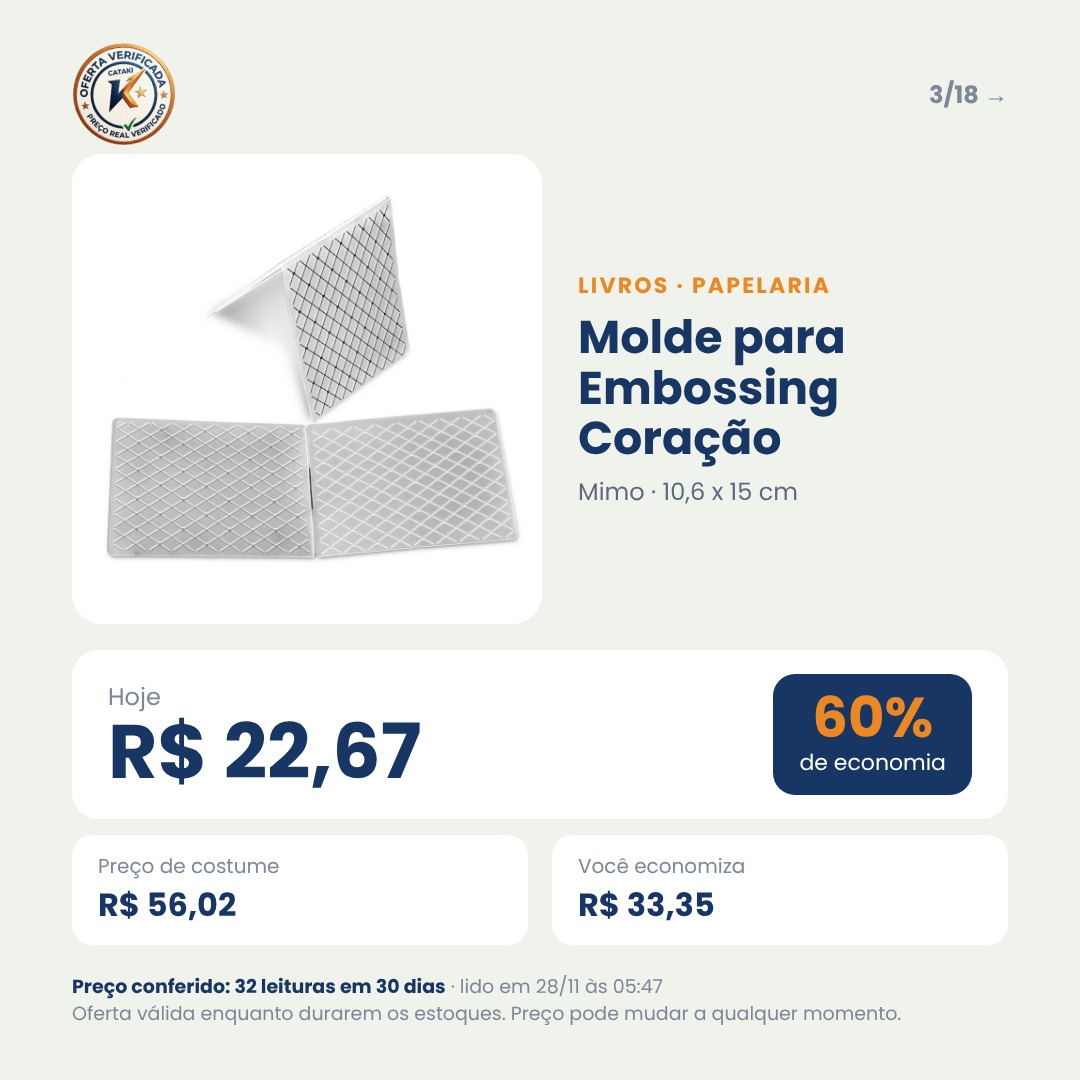 OFERTA VERIFICADA
CATAKI
K
PREÇO REAL VERIFICADO
3/18 →
LIVROS · PAPELARIA
Molde para
Embossing
Coração
Mimo · 10,6 x 15 cm
Hoje
R$ 22,67
60%
de economia
Preço de costume
R$ 56,02
Você economiza
R$ 33,35
Preço conferido: 32 leituras em 30 dias · lido em 28/11 às 05:47
Oferta válida enquanto durarem os estoques. Preço pode mudar a qualquer momento.